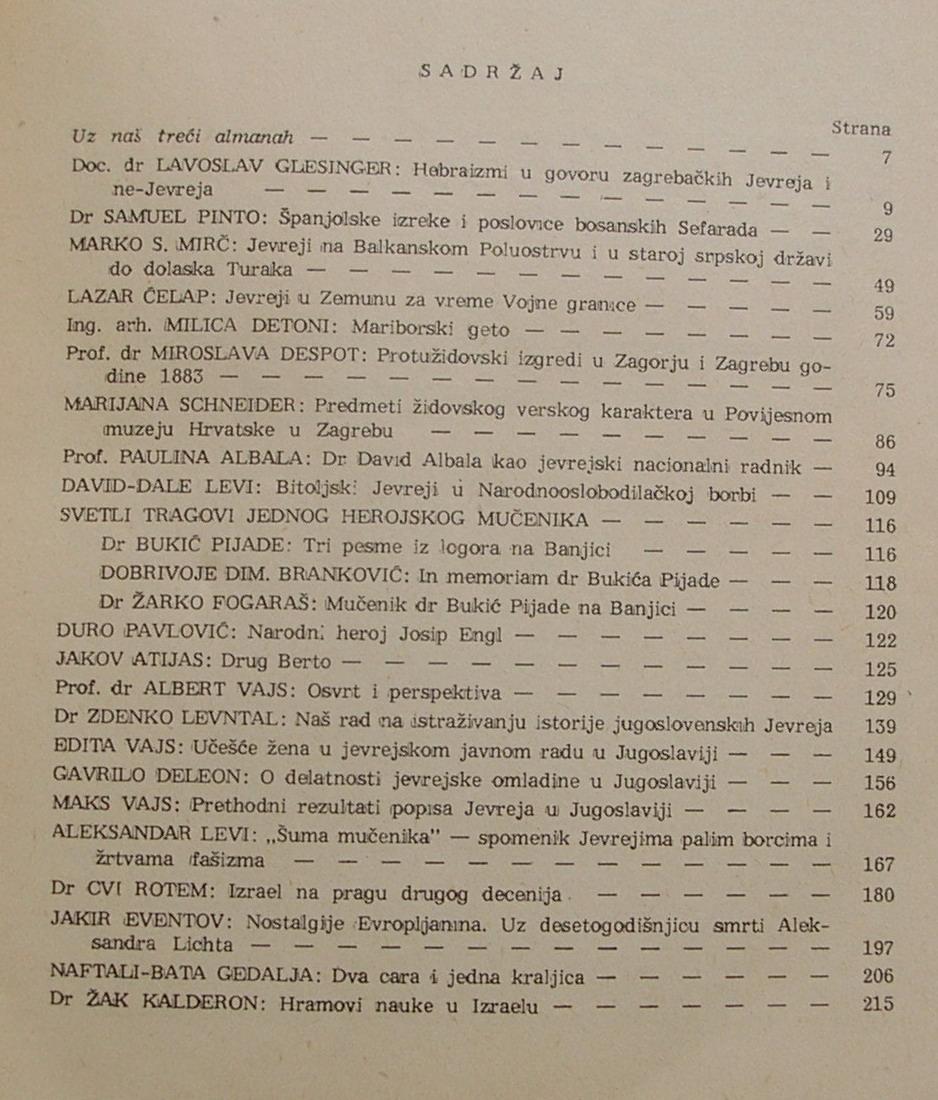 SADRŽAJ
Strana
Uz naš treći almanah — — — — — — — — — — — — — 7
Doc. dr LAVOSLAV GLESINGER: Hebraizmi u govoru zagrebačkih Jevreja i
ne-Jevreja — — — — — — — — — — — — — — 9
Dr SAMUEL PINTO: Španjolske izreke i poslovice bosanskih Sefarada — — 29
MARKO S. MIRČ: Jevreji na Balkanskom Poluostrvu i u staroj srpskoj državi
do dolaska Turaka — — — — — — — — — — — — — 49
LAZAR ĆELAP: Jevreji u Zemunu za vreme Vojne granice — — — — — 59
Ing. arh. MILICA DETONI: Mariborski geto — — — — — — — — 72
Prof. dr MIROSLAVA DESPOT: Protužidovski izgredi u Zagorju i Zagrebu go-
dine 1883 — — — — — — — — — — — — — — — 75
MARIJANA SCHNEIDER: Predmeti židovskog verskog karaktera u Povijesnom
muzeju Hrvatske u Zagrebu — — — — — — — — — — 86
Prof. PAULINA ALBALA: Dr David Albala kao jevrejski nacionalni radnik — 94
DAVID-DALE LEVI: Bitoljski Jevreji u Narodnooslobodilačkoj borbi — — 109
SVETLI TRAGOVI JEDNOG HEROJSKOG MUČENIKA — — — — — — 116
Dr BUKIĆ PIJADE: Tri pesme iz logora na Banjici — — — — — 116
DOBRIVOJE DIM. BRANKOVIĆ: In memoriam dr Bukića Pijade — — — 118
Dr ŽARKO FOGARAŠ: Mučenik dr Bukić Pijade na Banjici — — — — 120
DURO PAVLOVIĆ: Narodni heroj Josip Engl — — — — — — — — 122
JAKOV ATIJAS: Drug Berto — — — — — — — — — — — — 125
Prof. dr ALBERT VAJS: Osvrt i perspektiva — — — — — — — — 129
Dr ZDENKO LEVNTAL: Naš rad na istraživanju istorije jugoslovenskih Jevreja 139
EDITA VAJS: Učešće žena u jevrejskom javnom radu u Jugoslaviji — — — 149
GAVRILO DELEON: O delatnosti jevrejske omladine u Jugoslaviji — — — 156
MAKS VAJS: Prethodni rezultati popisa Jevreja u Jugoslaviji — — — — 162
ALEKSANDAR LEVI: „Šuma mučenika” — spomenik Jevrejima palim borcima i
žrtvama fašizma — — — — — — — — — — — — — 167
Dr CVI ROTEM: Izrael na pragu drugog decenija — — — — — — 180
JAKIR EVENTOV: Nostalgije Evropljanina. Uz desetogodišnjicu smrti Alek-
sandra Lichta — — — — — — — — — — — — — — 197
NAFTALI-BATA GEDALJA: Dva cara i jedna kraljica — — — — — — 206
Dr ŽAK KALDERON: Hramovi nauke u Izraelu — — — — — — — 215